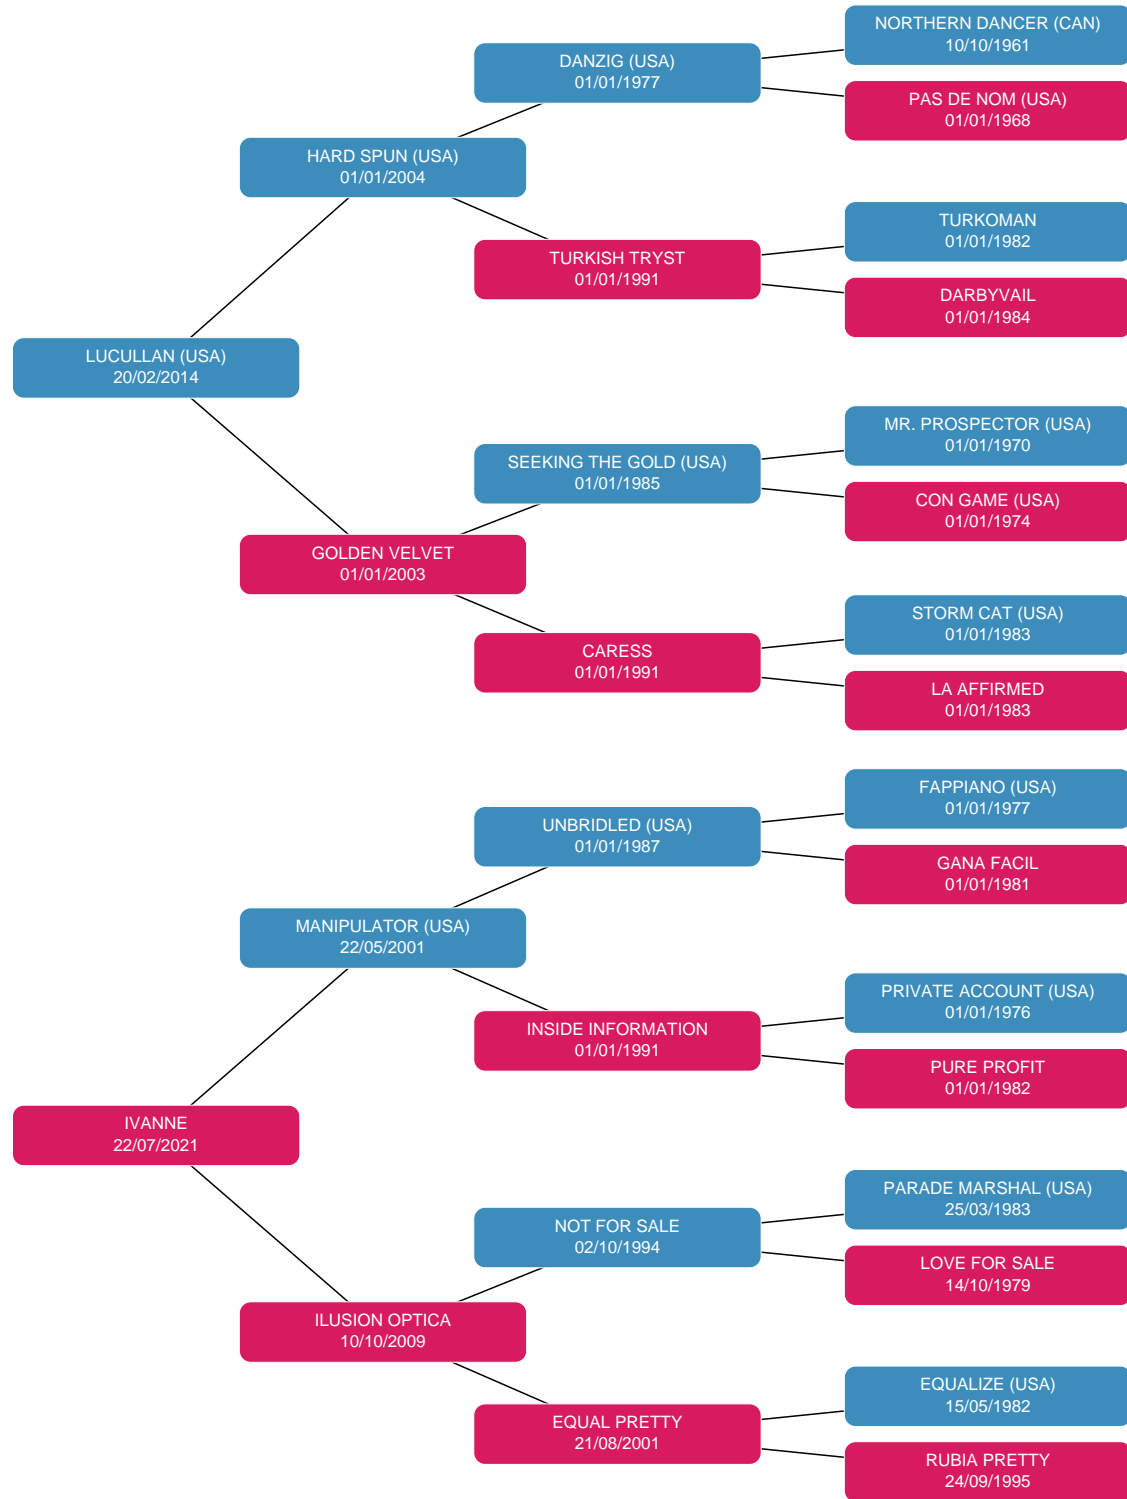 NORTHERN DANCER (CAN)
10/10/1961
DANZIG (USA)
01/01/1977
PAS DE NOM (USA)
01/01/1968
HARD SPUN (USA)
01/01/2004
TURKOMAN
01/01/1982
TURKISH TRYST
01/01/1991
DARBYVAIL
01/01/1984
LUCULLAN (USA)
20/02/2014
MR. PROSPECTOR (USA)
01/01/1970
SEEKING THE GOLD (USA)
01/01/1985
CON GAME (USA)
01/01/1974
GOLDEN VELVET
01/01/2003
STORM CAT (USA)
01/01/1983
CARESS
01/01/1991
LA AFFIRMED
01/01/1983
FAPPIANO (USA)
01/01/1977
UNBRIDLED (USA)
01/01/1987
GANA FACIL
01/01/1981
MANIPULATOR (USA)
22/05/2001
PRIVATE ACCOUNT (USA)
01/01/1976
INSIDE INFORMATION
01/01/1991
PURE PROFIT
01/01/1982
IVANNE
22/07/2021
PARADE MARSHAL (USA)
25/03/1983
NOT FOR SALE
02/10/1994
LOVE FOR SALE
14/10/1979
ILUSION OPTICA
10/10/2009
EQUALIZE (USA)
15/05/1982
EQUAL PRETTY
21/08/2001
RUBIA PRETTY
24/09/1995